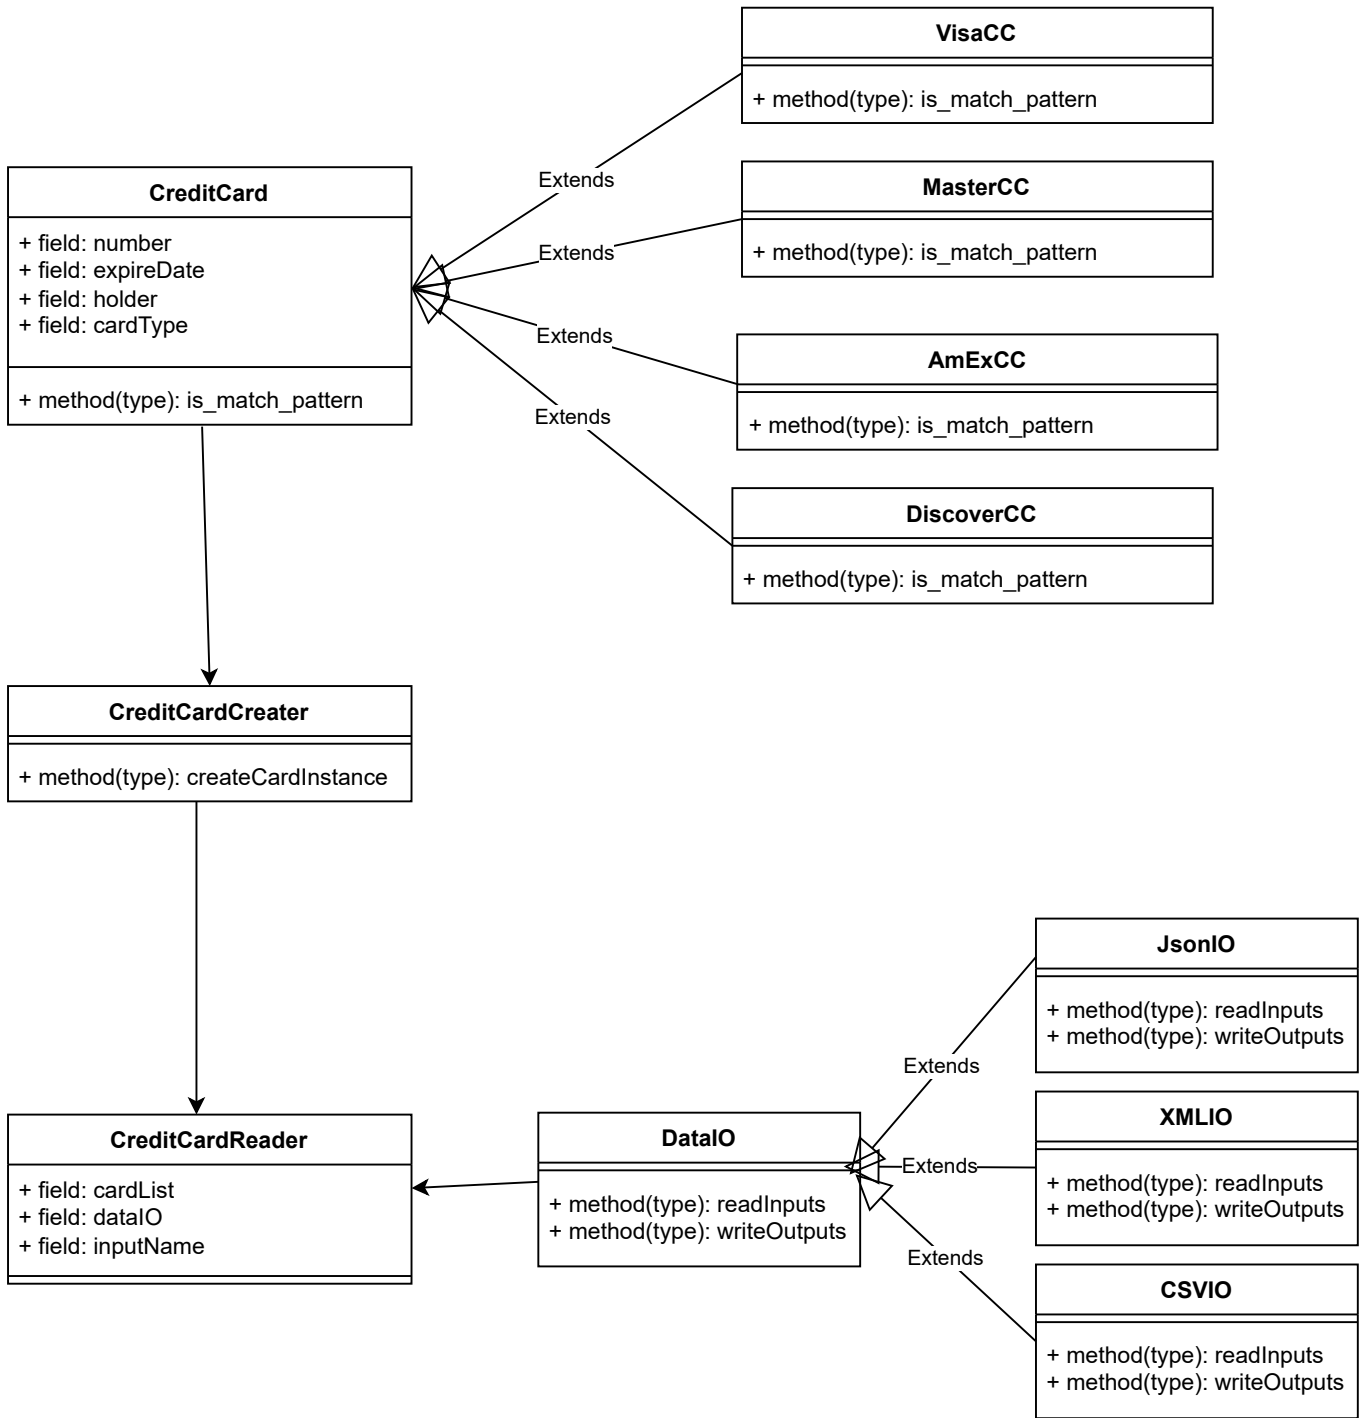 VisaCC
+ method(type): is_match_pattern
Extends
MasterCC
+ method(type): is_match_pattern
Extends
CreditCard
+ field: number
+ field: expireDate
+ field: holder
+ field: cardType
+ method(type): is_match_pattern
Extends
AmExCC
+ method(type): is_match_pattern
Extends
DiscoverCC
+ method(type): is_match_pattern
CreditCardCreater
+ method(type): createCardInstance
JsonIO
+ method(type): readInputs
+ method(type): writeOutputs
Extends
CreditCardReader
+ field: cardList
+ field: dataIO
+ field: inputName
DataIO
+ method(type): readInputs
+ method(type): writeOutputs
Extends
XMLIO
+ method(type): readInputs
+ method(type): writeOutputs
Extends
CSVIO
+ method(type): readInputs
+ method(type): writeOutputs